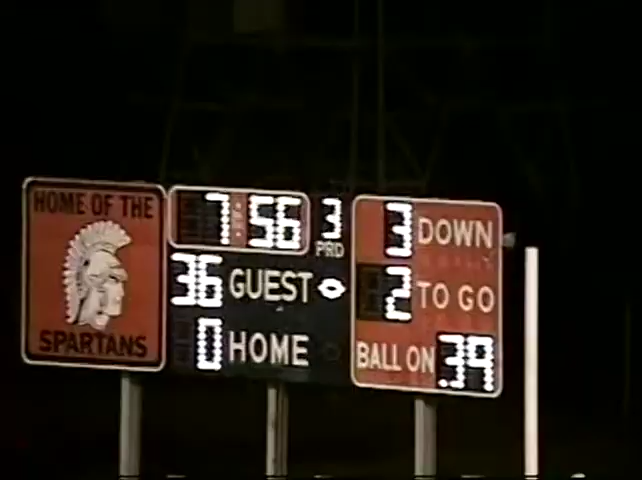 HOME OF THE
SPARTANS
7:56
3
PRD
36 GUEST
0 HOME
3 DOWN
2 TO GO
BALL ON 39